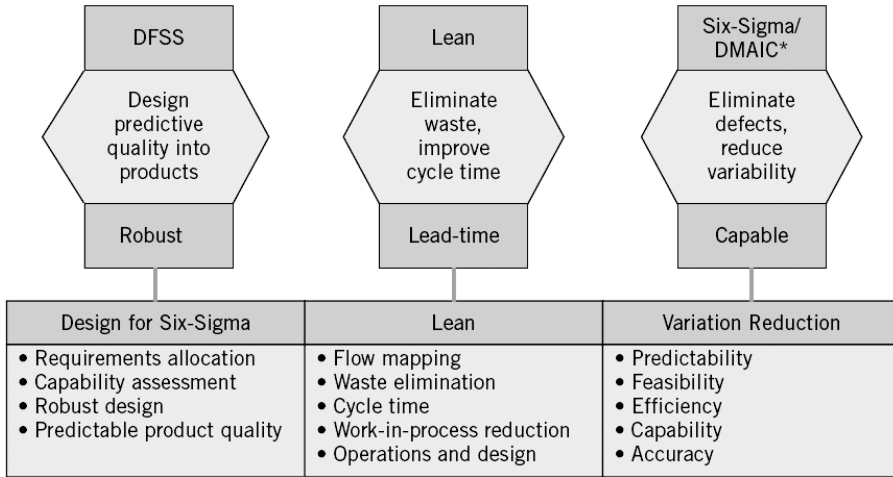 DFSS
Design
predictive
quality into
products
Robust
Lean
Eliminate
waste,
improve
cycle time
Lead-time
Six-Sigma/
DMAIC*
Eliminate
defects,
reduce
variability
Capable
Design for Six-Sigma
• Requirements allocation
• Capability assessment
• Robust design
• Predictable product quality
Lean
• Flow mapping
• Waste elimination
• Cycle time
• Work-in-process reduction
• Operations and design
Variation Reduction
• Predictability
• Feasibility
• Efficiency
• Capability
• Accuracy